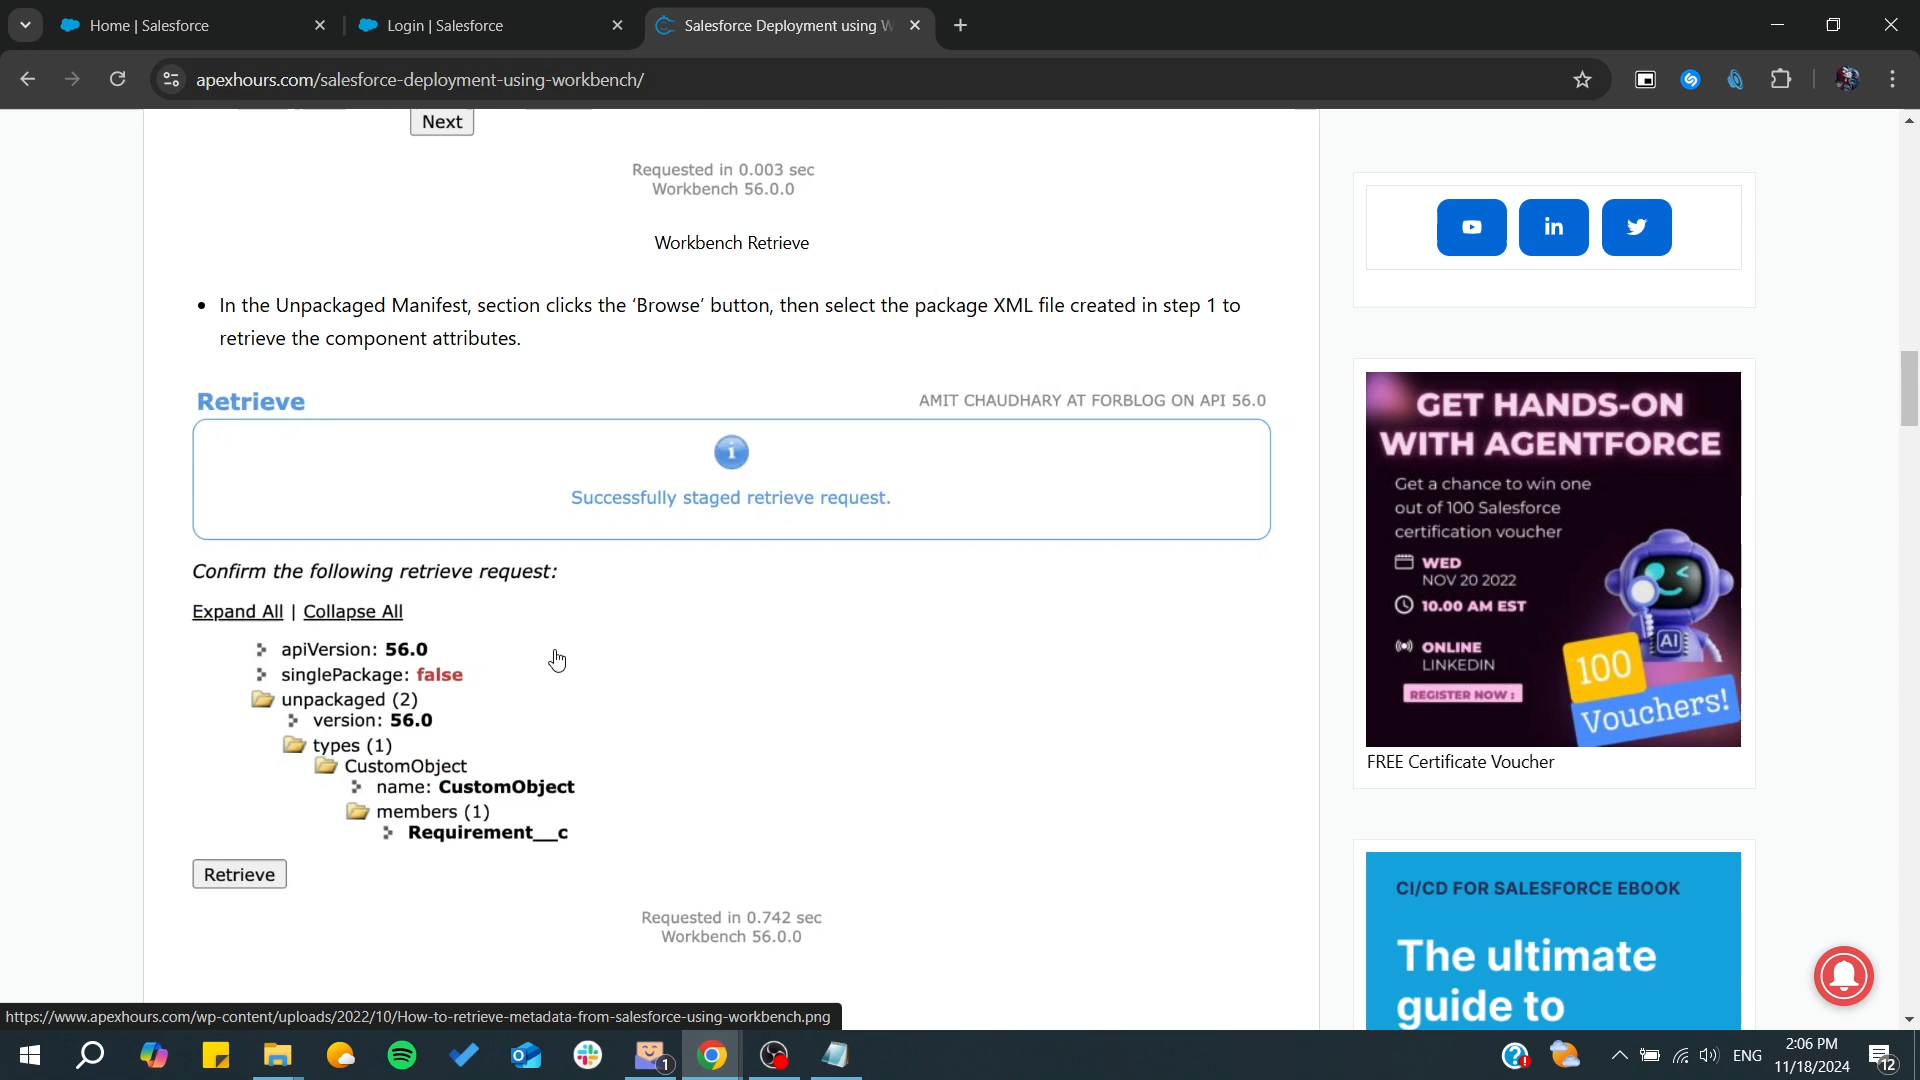 Home | Salesforce
Login | Salesforce
Salesforce Deployment using W
apexhours.com/salesforce-deployment-using-workbench/
Next
Requested in 0.003 sec
Workbench 56.0.0
Workbench Retrieve
• In the Unpackaged Manifest, section clicks the ‘Browse’ button, then select the package XML file created in step 1 to
retrieve the component attributes.
Retrieve
AMIT CHAUDHARY AT FORBLOG ON API 56.0
i
Successfully staged retrieve request.
Confirm the following retrieve request:
Expand All | Collapse All
apiVersion: 56.0
singlePackage: false
unpackaged (2)
version: 56.0
types (1)
CustomObject
name: CustomObject
members (1)
Requirement__c
Retrieve
Requested in 0.742 sec
Workbench 56.0.0
in
GET HANDS-ON
WITH AGENTFORCE
Get a chance to win one
out of 100 Salesforce
certification voucher
WED
NOV 20 2022
10.00 AM EST
ONLINE
LINKEDIN
REGISTER NOW :
AI
100
Vouchers!
FREE Certificate Voucher
CI/CD FOR SALESFORCE EBOOK
The ultimate
guide to
https://www.apexhours.com/wp-content/uploads/2022/10/How-to-retrieve-metadata-from-salesforce-using-workbench.png
1
ENG
2:06 PM
11/18/2024
12